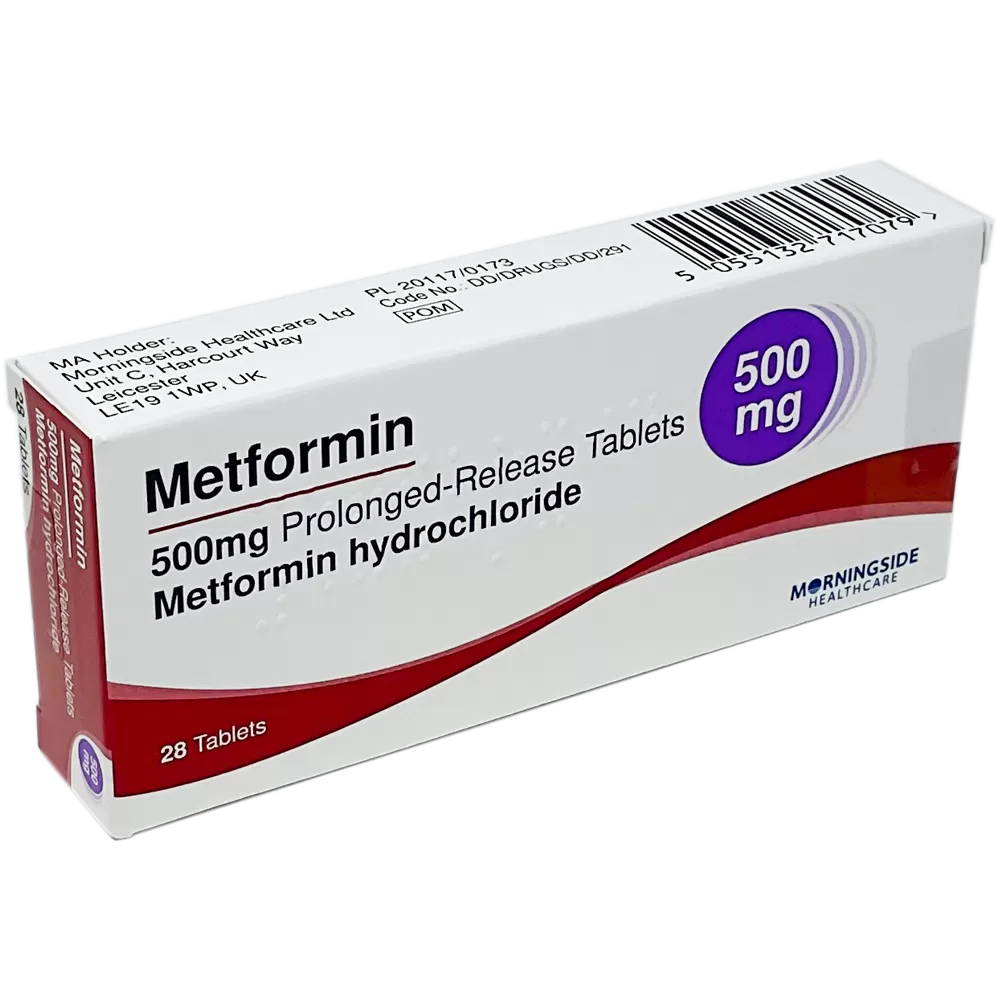 MA Holder:
Morningside Healthcare Ltd
Unit C, Harcourt Way
Leicester
LE19 1WP, UK
PL 20117/0173
Code No.: DD/DRUGS/DD/291
POM
5 055132 717079 >
Metformin
500mg Prolonged-Release Tablets
Metformin hydrochloride
500
mg
MORNINGSIDE
HEALTHCARE
28 Tablets
Metformin
500mg Prolonged-Release Tablets
Metformin hydrochloride
28 Tablets
500
mg